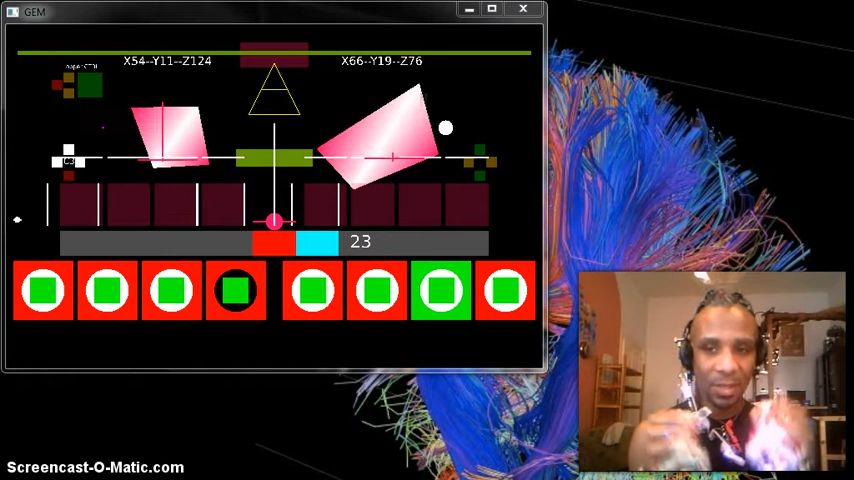 GEM
X54--Y11--Z124
X66--Y19--Z76
23
Screencast-O-Matic.com